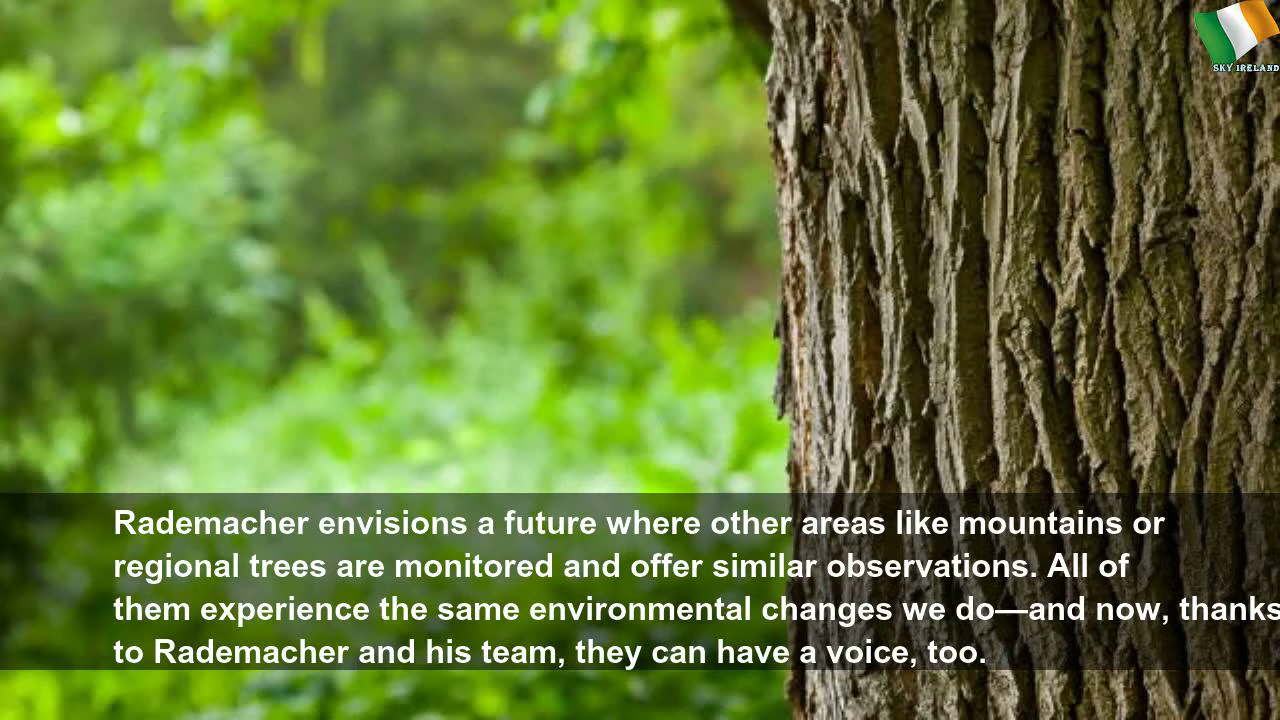 SKY IRELAND
Rademacher envisions a future where other areas like mountains or
regional trees are monitored and offer similar observations. All of
them experience the same environmental changes we do—and now, thanks
to Rademacher and his team, they can have a voice, too.